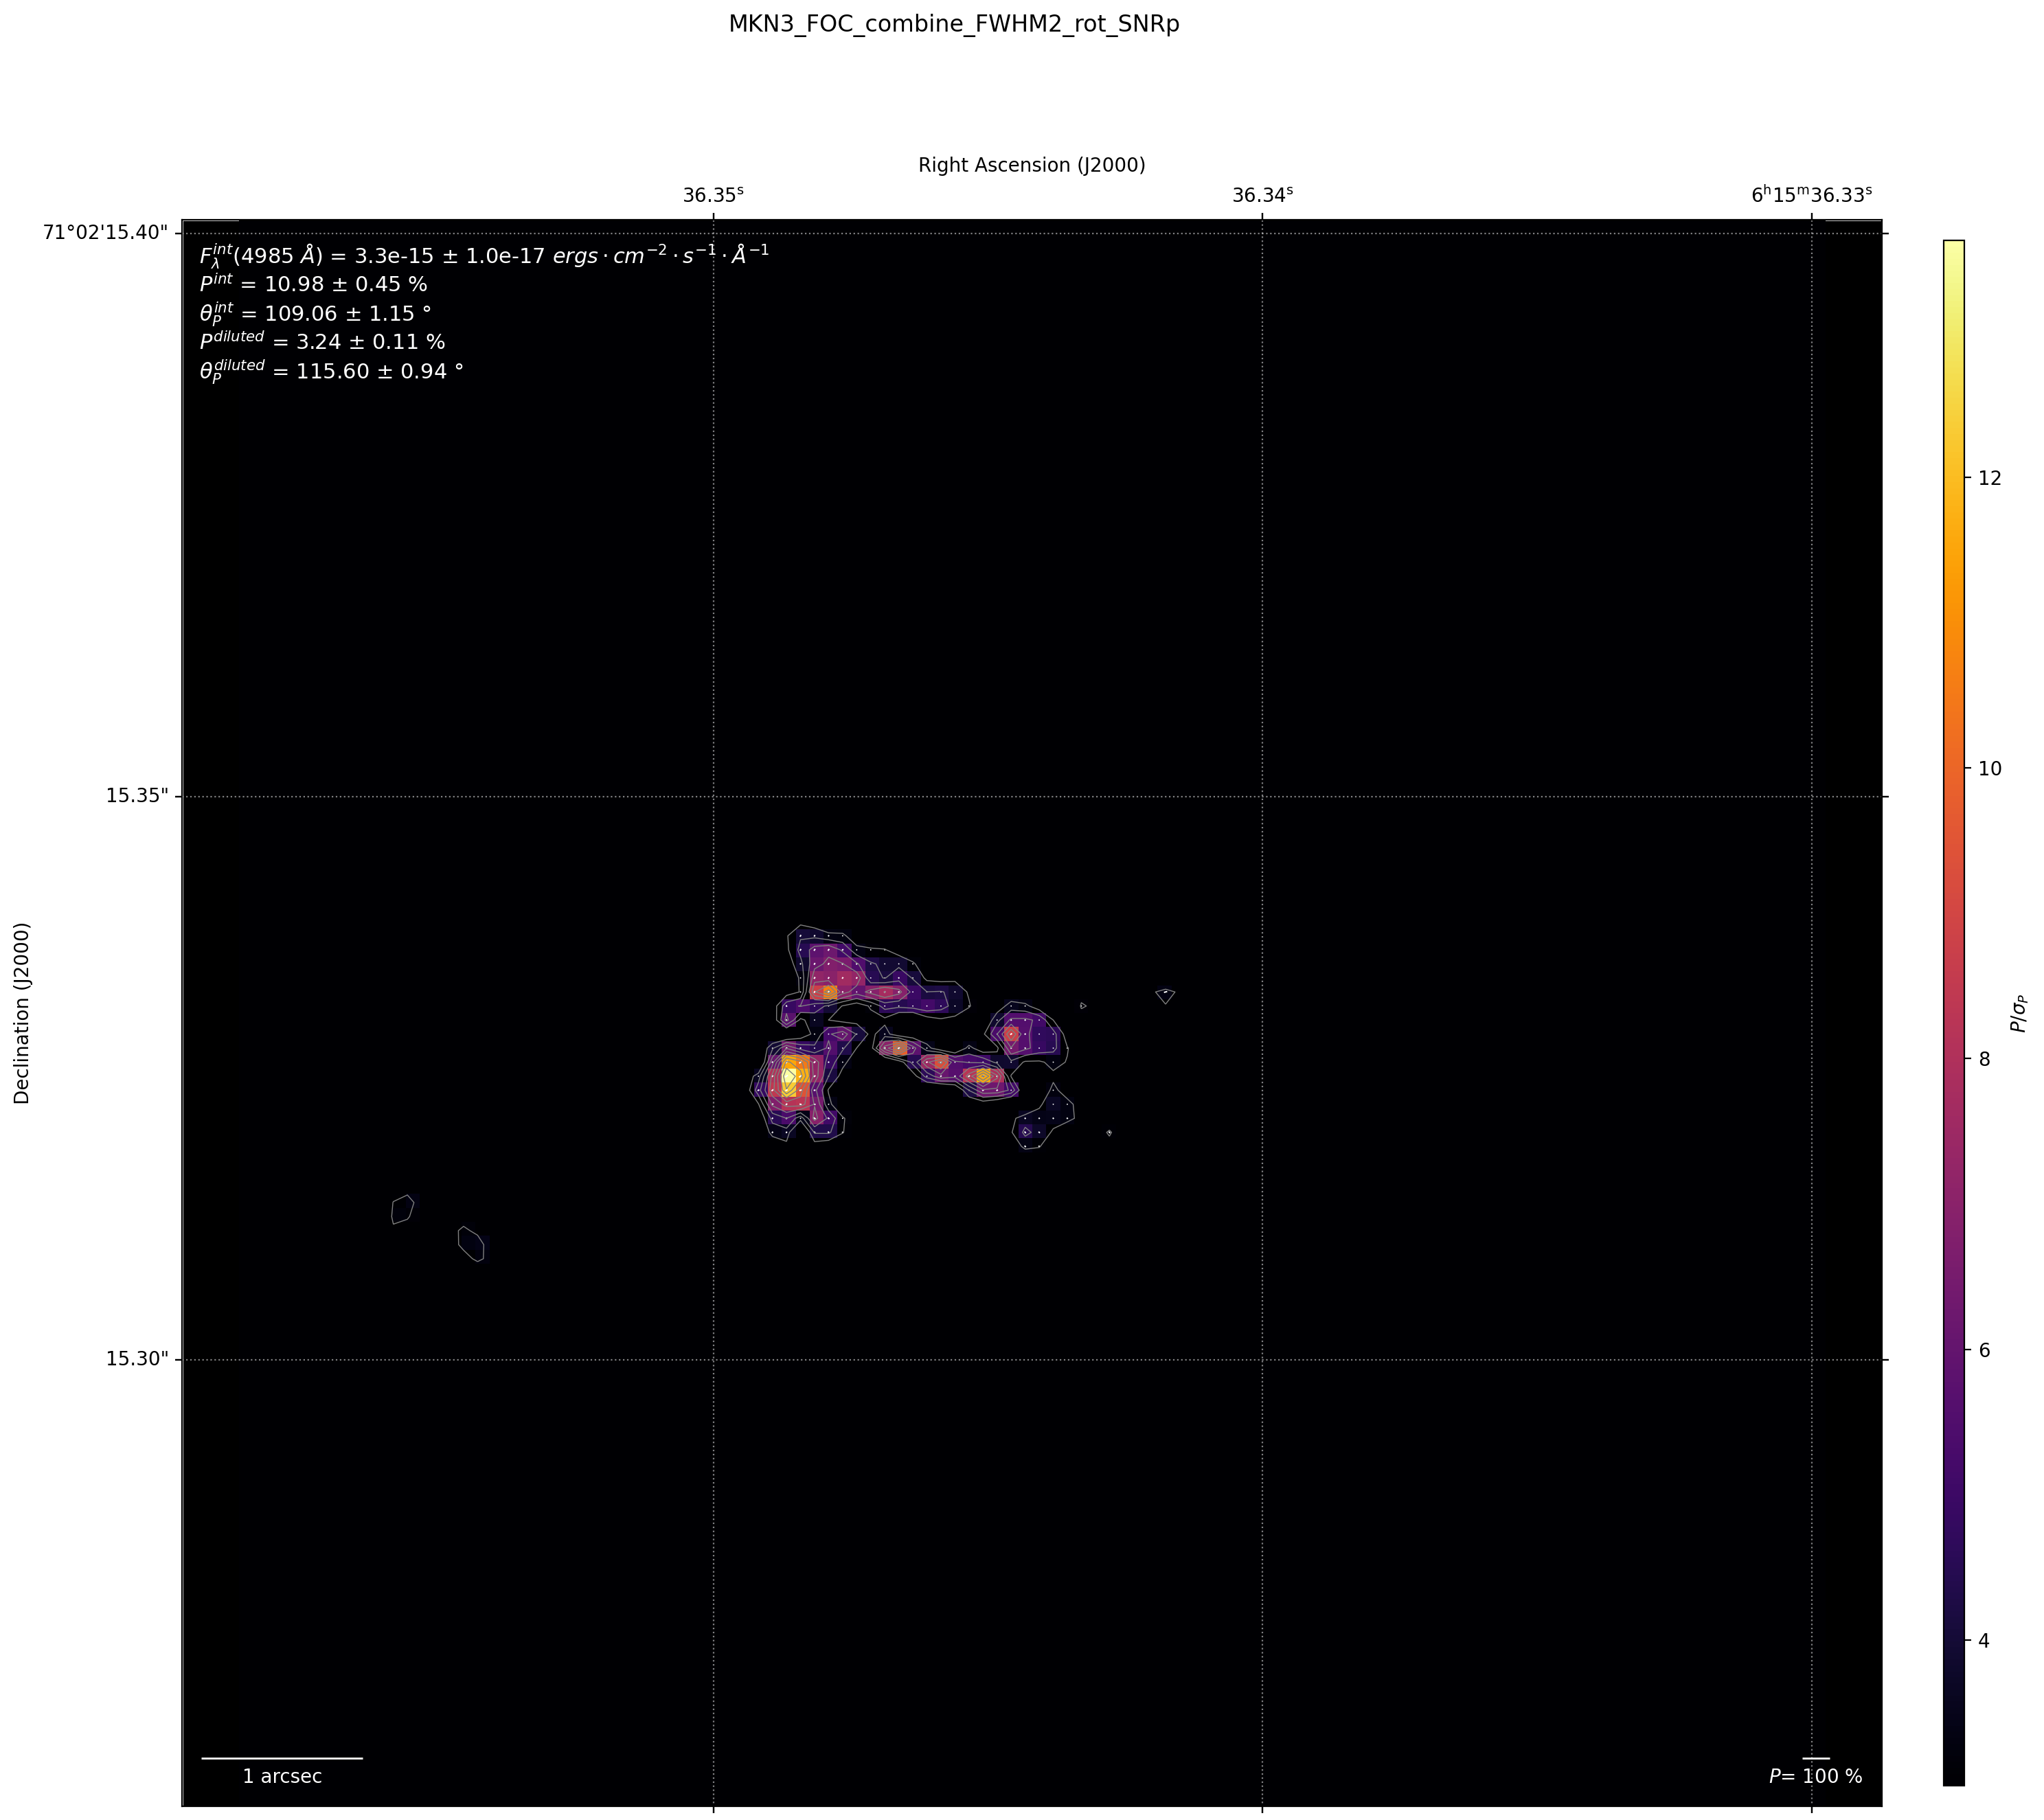 MKN3_FOC_combine_FWHM2_rot_SNRp
Right Ascension (J2000)
36.35ˢ 36.34ˢ 6ʰ15ᵐ36.33ˢ
71°02'15.40"
F_λ^int(4985 Å) = 3.3e-15 ± 1.0e-17 ergs · cm⁻² · s⁻¹ · Å⁻¹
P^int = 10.98 ± 0.45 %
θ_P^int = 109.06 ± 1.15 °
P^diluted = 3.24 ± 0.11 %
θ_P^diluted = 115.60 ± 0.94 °
15.35"
15.30"
Declination (J2000)
1 arcsec
P= 100 %
12
10
8
6
4
P/σ_P